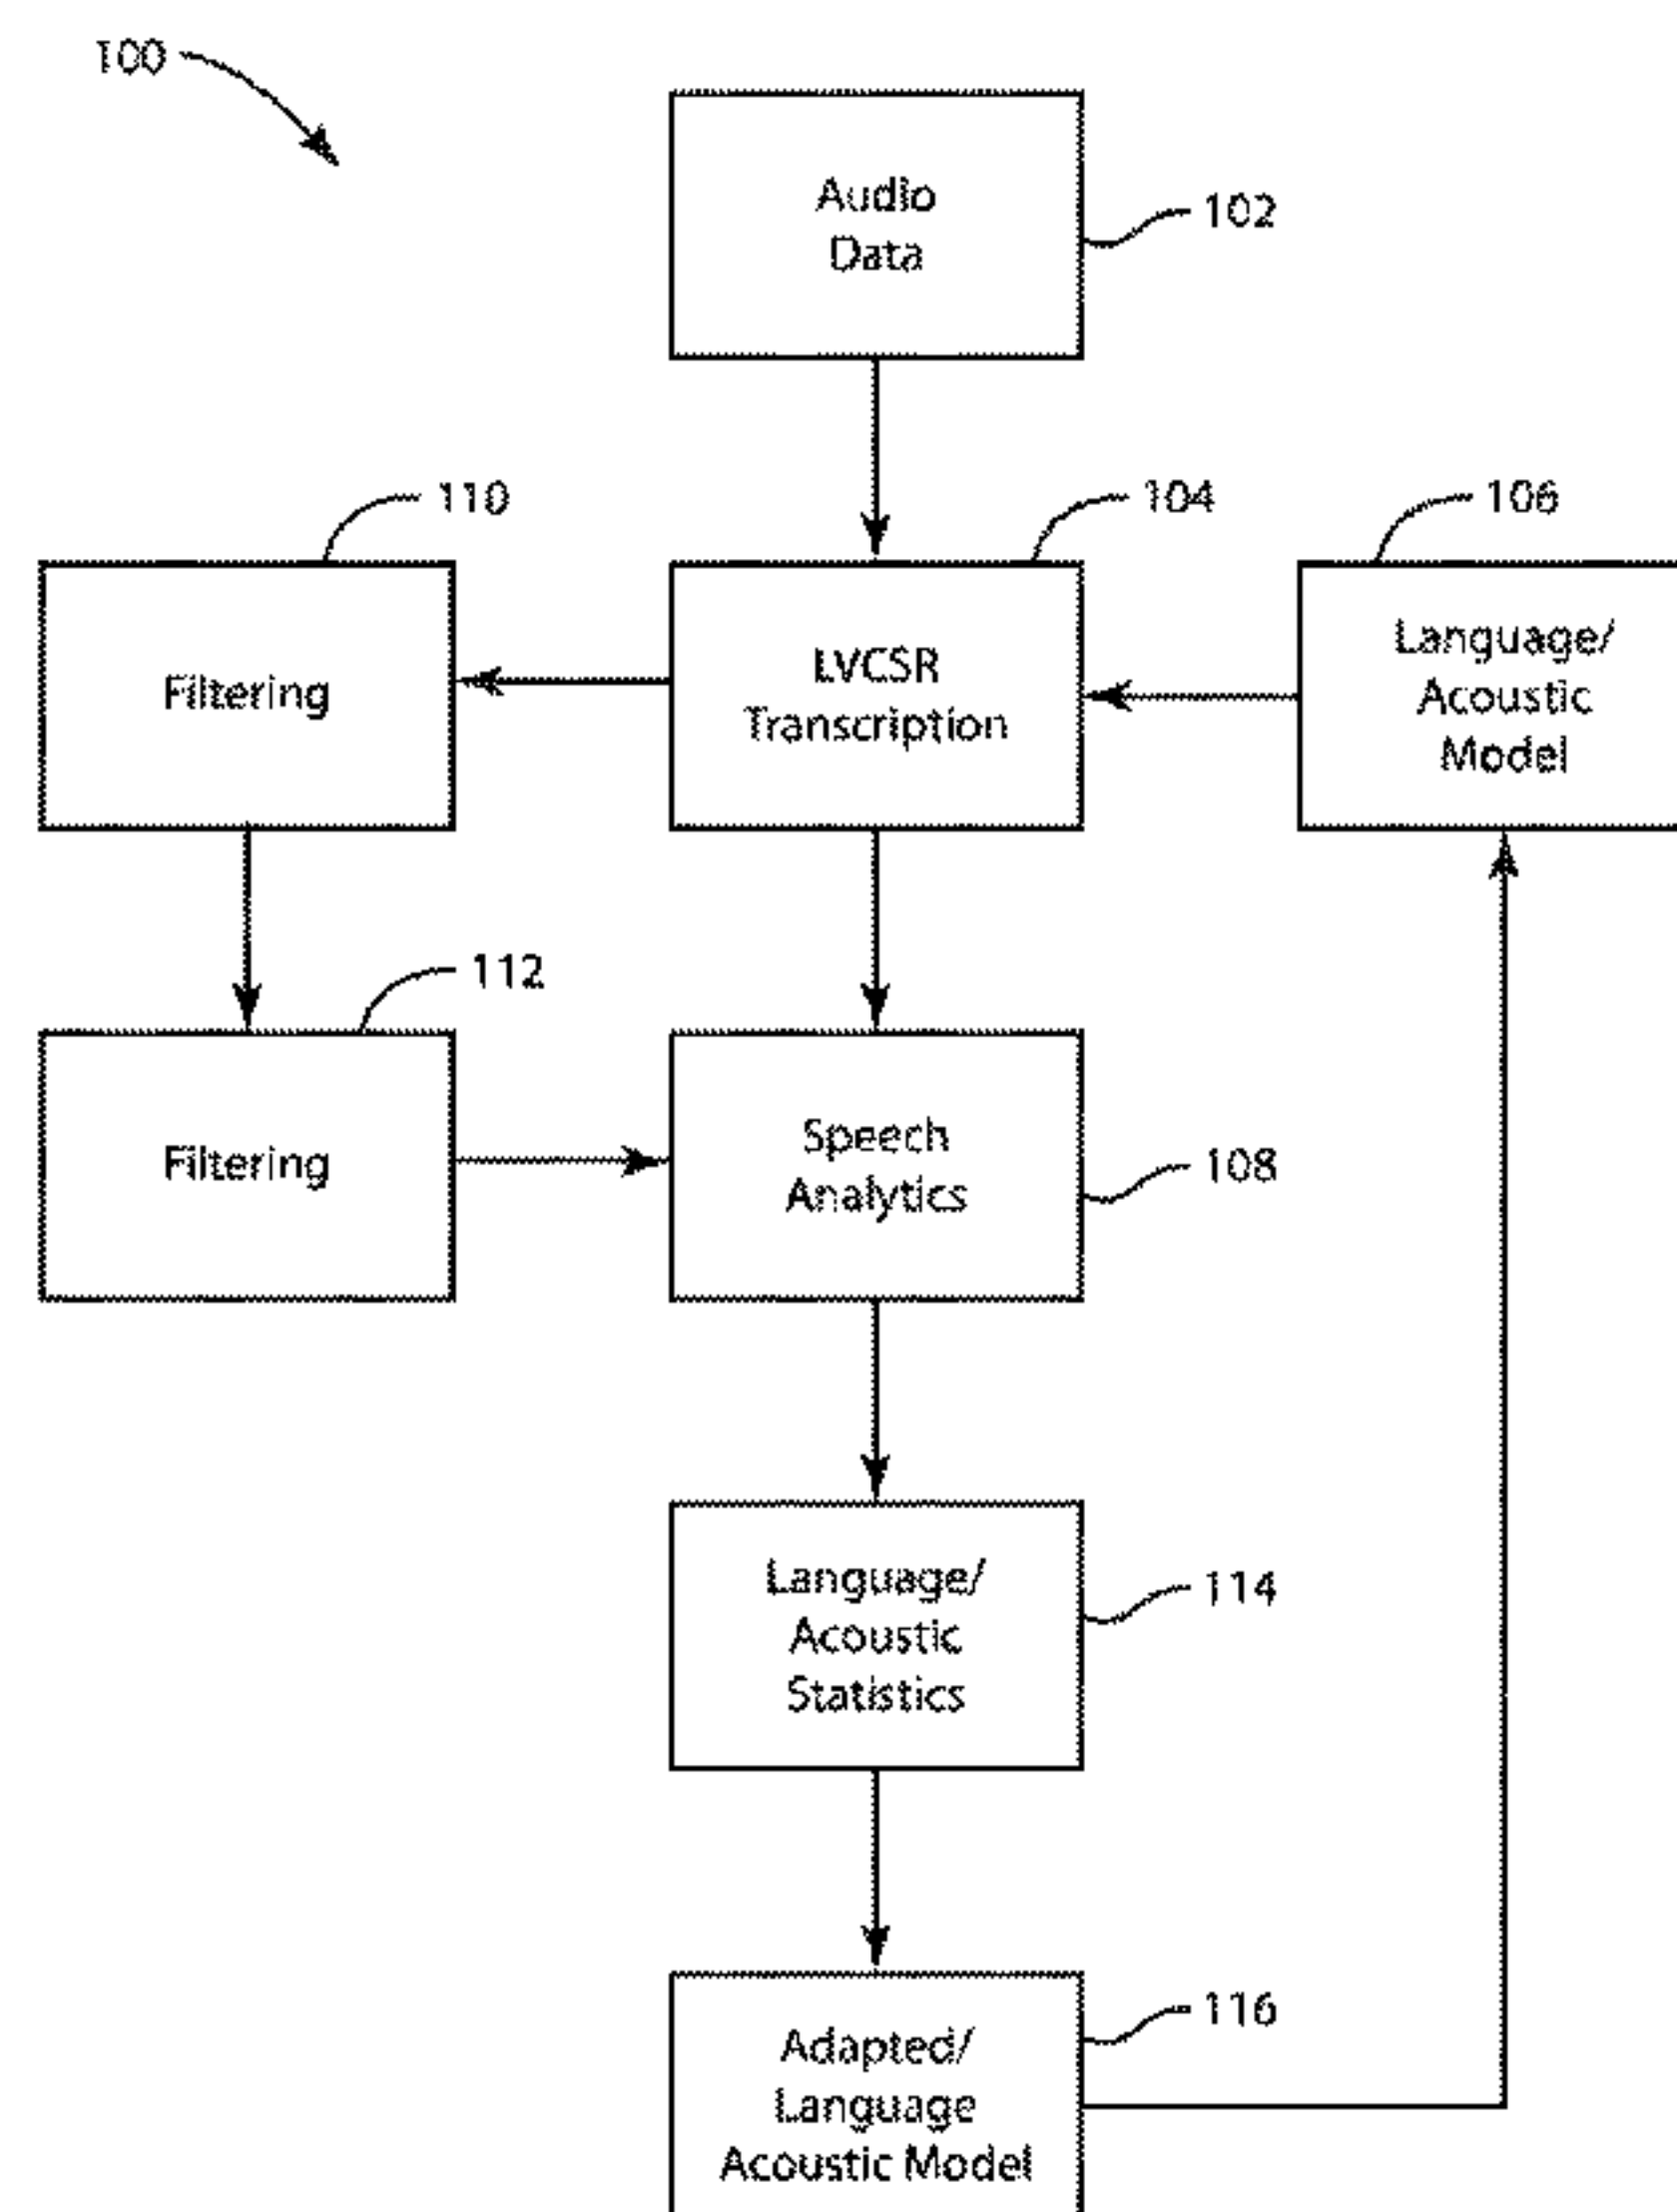 100
Audio
Data
102
110
104
106
Filtering
LVCSR
Transcription
Language/
Acoustic
Model
112
Filtering
Speech
Analytics
108
Language/
Acoustic
Statistics
114
Adapted/
Language
Acoustic Model
116